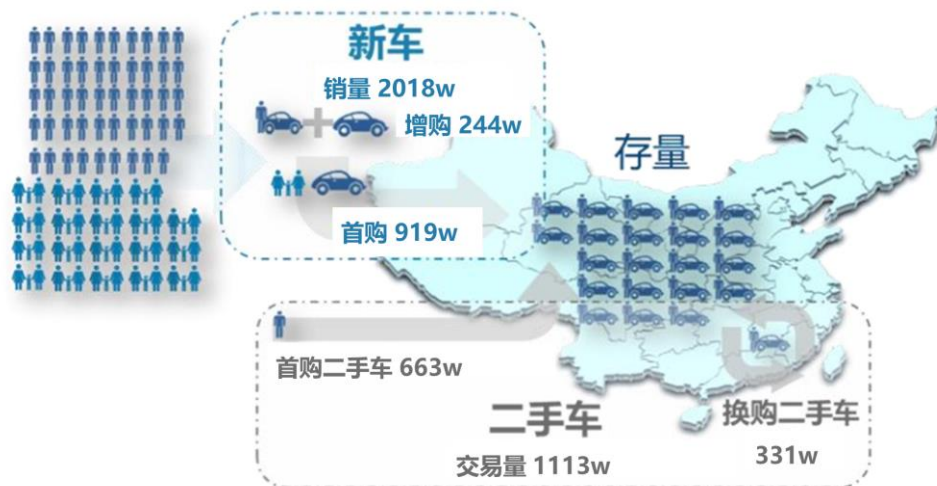 新车
销量 2018w
增购 244w
首购 919w
存量
首购二手车 663w
二手车
交易量 1113w
换购二手车
331w